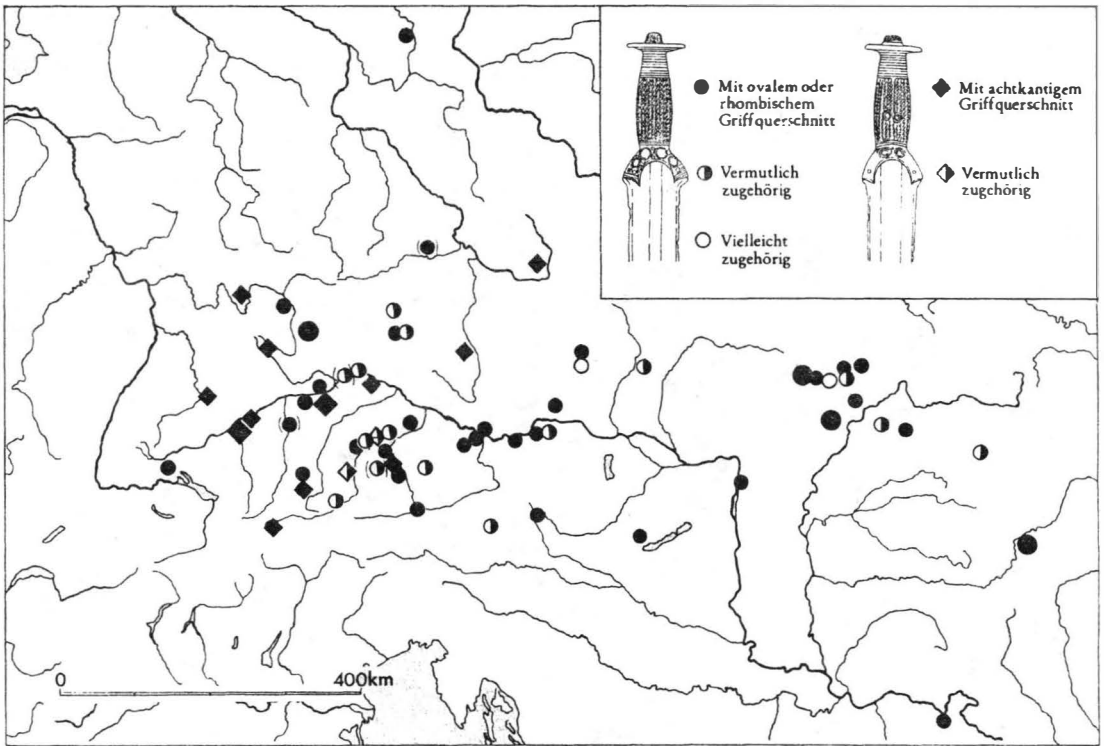 Mit ovalem oder
rhombischem
Griffquerschnitt
Vermutlich
zugehörig
Vielleicht
zugehörig
Mit achtkantigem
Griffquerschnitt
Vermutlich
zugehörig
0
400km